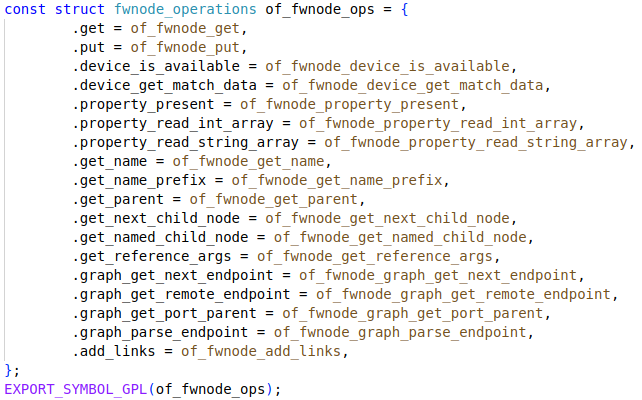 const struct fwnode_operations of_fwnode_ops = {
        .get = of_fwnode_get,
        .put = of_fwnode_put,
        .device_is_available = of_fwnode_device_is_available,
        .device_get_match_data = of_fwnode_device_get_match_data,
        .property_present = of_fwnode_property_present,
        .property_read_int_array = of_fwnode_property_read_int_array,
        .property_read_string_array = of_fwnode_property_read_string_array,
        .get_name = of_fwnode_get_name,
        .get_name_prefix = of_fwnode_get_name_prefix,
        .get_parent = of_fwnode_get_parent,
        .get_next_child_node = of_fwnode_get_next_child_node,
        .get_named_child_node = of_fwnode_get_named_child_node,
        .get_reference_args = of_fwnode_get_reference_args,
        .graph_get_next_endpoint = of_fwnode_graph_get_next_endpoint,
        .graph_get_remote_endpoint = of_fwnode_graph_get_remote_endpoint,
        .graph_get_port_parent = of_fwnode_graph_get_port_parent,
        .graph_parse_endpoint = of_fwnode_graph_parse_endpoint,
        .add_links = of_fwnode_add_links,
};
EXPORT_SYMBOL_GPL(of_fwnode_ops);